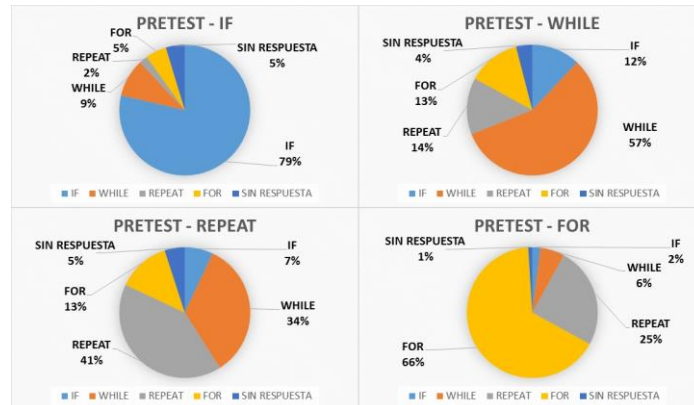 PRETEST - IF
FOR
5%
REPEAT
2%
WHILE
9%
SIN RESPUESTA
5%
IF
79%
IF WHILE REPEAT FOR SIN RESPUESTA
PRETEST - WHILE
SIN RESPUESTA
4%
FOR
13%
REPEAT
14%
IF
12%
WHILE
57%
IF WHILE REPEAT FOR SIN RESPUESTA
PRETEST - REPEAT
SIN RESPUESTA
5%
FOR
13%
REPEAT
41%
IF
7%
WHILE
34%
IF WHILE REPEAT FOR SIN RESPUESTA
PRETEST - FOR
SIN RESPUESTA
1%
FOR
66%
IF
2%
WHILE
6%
REPEAT
25%
IF WHILE REPEAT FOR SIN RESPUESTA